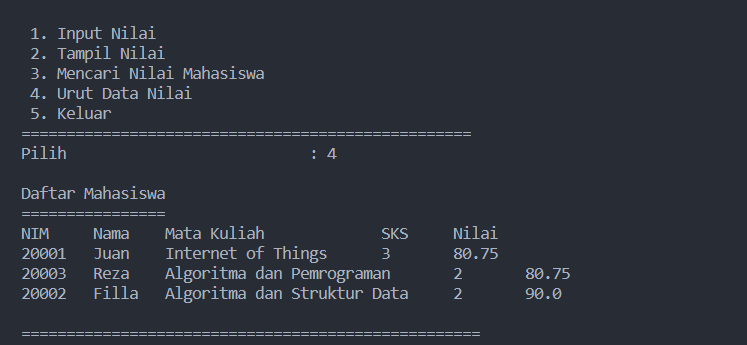 1. Input Nilai
2. Tampil Nilai
3. Mencari Nilai Mahasiswa
4. Urut Data Nilai
5. Keluar
==================================================
Pilih : 4
Daftar Mahasiswa
================
NIM Nama Mata Kuliah SKS Nilai
20001 Juan Internet of Things 3 80.75
20003 Reza Algoritma dan Pemrograman 2 80.75
20002 Filla Algoritma dan Struktur Data 2 90.0
===================================================